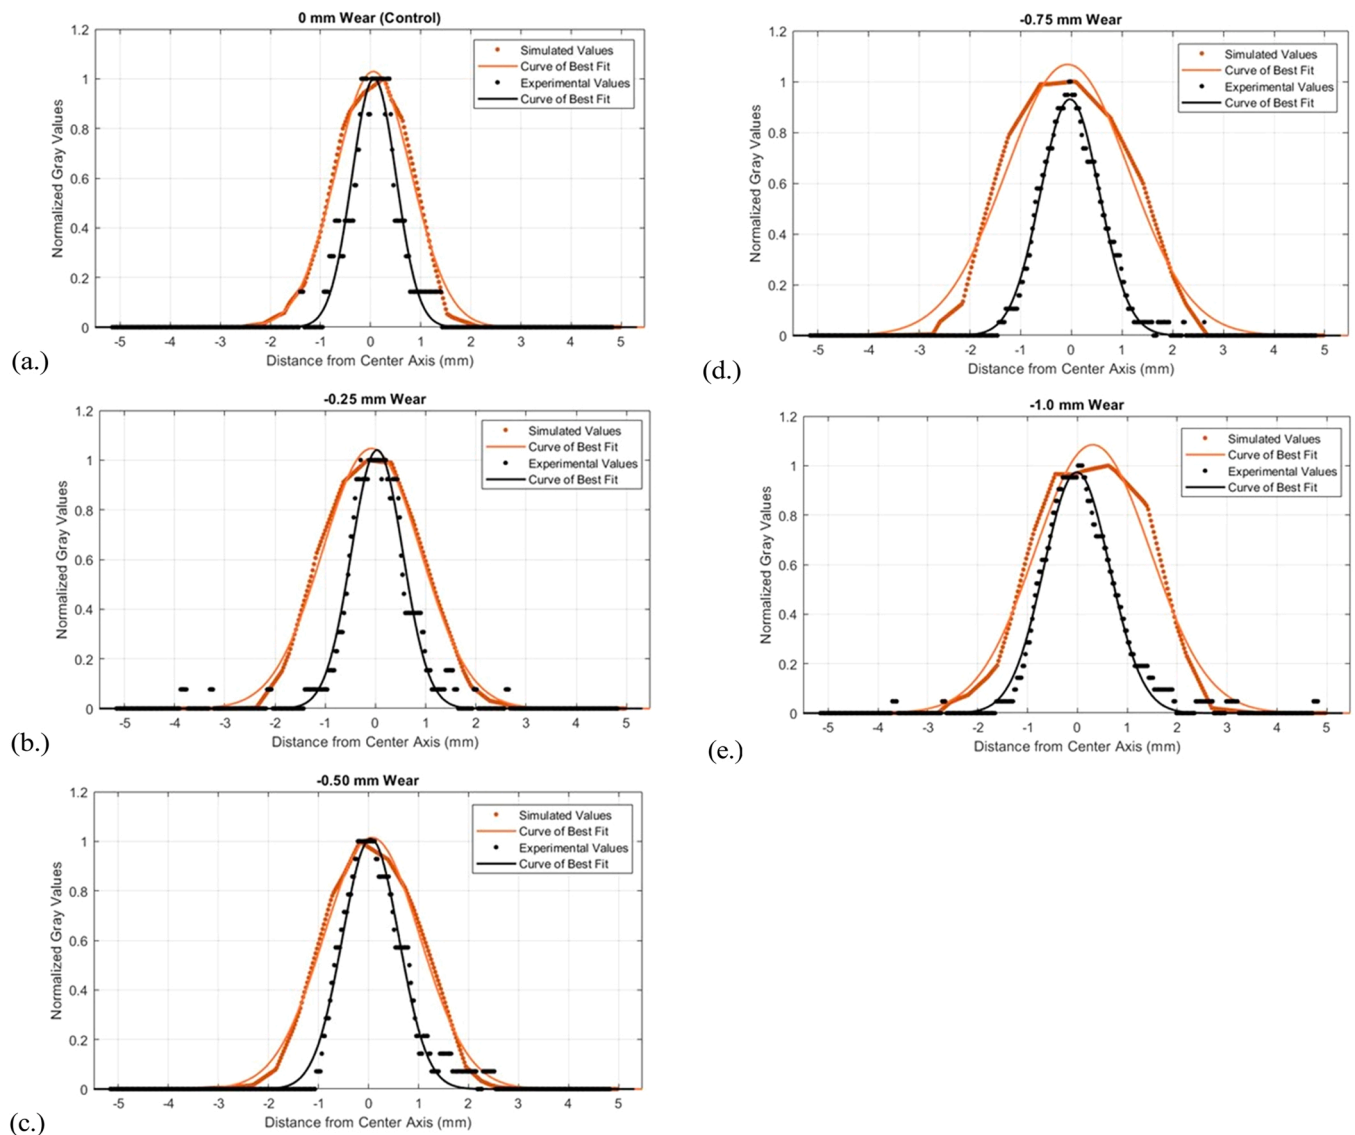 0 mm Wear (Control)
1.2
1
0.8
0.6
0.4
0.2
0
Normalized Gray Values
Simulated Values
Curve of Best Fit
Experimental Values
Curve of Best Fit
-5 -4 -3 -2 -1 0 1 2 3 4 5
Distance from Center Axis (mm)
(a.)
-0.25 mm Wear
1.2
1
0.8
0.6
0.4
0.2
0
Normalized Gray Values
Simulated Values
Curve of Best Fit
Experimental Values
Curve of Best Fit
-5 -4 -3 -2 -1 0 1 2 3 4 5
Distance from Center Axis (mm)
(b.)
-0.50 mm Wear
1.2
1
0.8
0.6
0.4
0.2
0
Normalized Gray Values
Simulated Values
Curve of Best Fit
Experimental Values
Curve of Best Fit
-5 -4 -3 -2 -1 0 1 2 3 4 5
Distance from Center Axis (mm)
(c.)
-0.75 mm Wear
1.2
1
0.8
0.6
0.4
0.2
0
Normalized Gray Values
Simulated Values
Curve of Best Fit
Experimental Values
Curve of Best Fit
-5 -4 -3 -2 -1 0 1 2 3 4 5
Distance from Center Axis (mm)
(d.)
-1.0 mm Wear
1.2
1
0.8
0.6
0.4
0.2
0
Normalized Gray Values
Simulated Values
Curve of Best Fit
Experimental Values
Curve of Best Fit
-5 -4 -3 -2 -1 0 1 2 3 4 5
Distance from Center Axis (mm)
(e.)